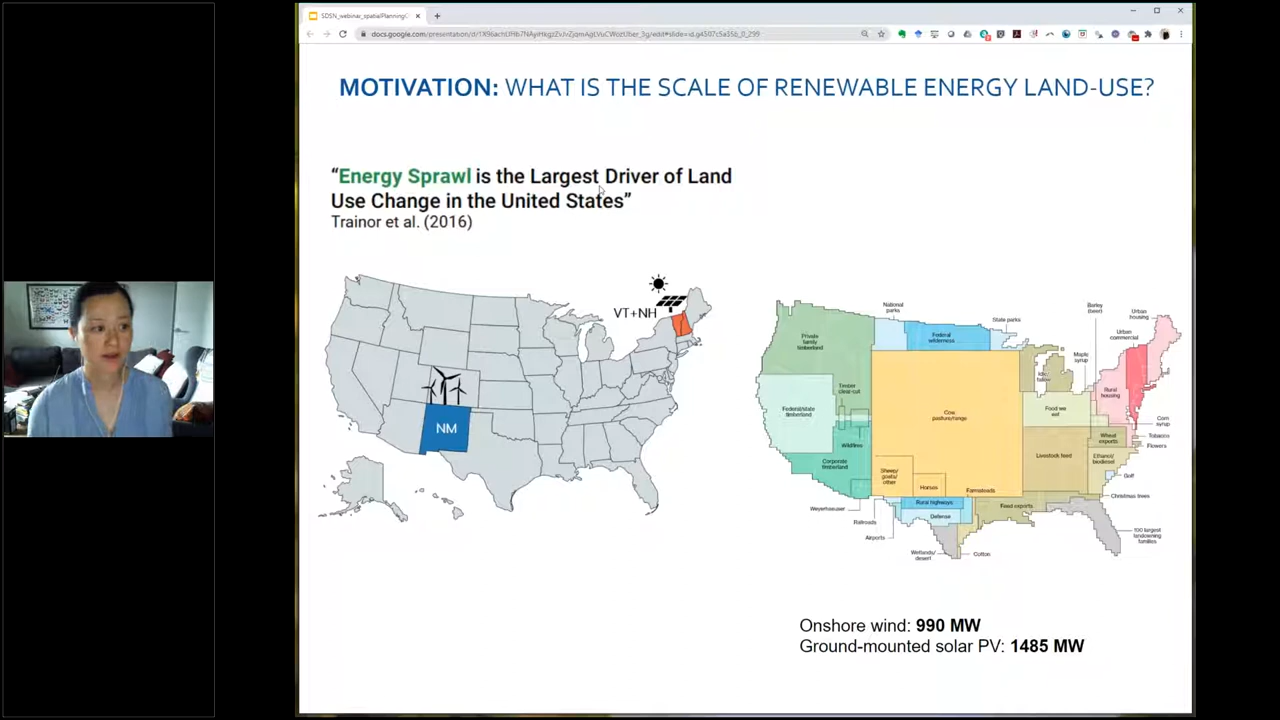 SDSN_webinar_spatialPlanning
MOTIVATION: WHAT IS THE SCALE OF RENEWABLE ENERGY LAND-USE?
“Energy Sprawl is the Largest Driver of Land
Use Change in the United States”
Trainor et al. (2016)
VT+NH
NM
National
parks
State parks
Federal
wilderness
Private
family
timberland
Timber
clear-cut
Federal/state
timberland
Wildfires
Corporate
timberland
Weyerhaeuser
Cow
pasture/range
Sheep/
goats/
other
Horses
Farmsteads
Rural highways
Defense
Railroads
Airports
Wetlands/
desert
Cotton
Food exports
Idle/
fallow
Maple
syrup
Barley
(beer)
Urban
housing
Urban
commercial
Rural
housing
Food we
eat
Livestock feed
Wheat
exports
Ethanol/
biodiesel
Corn
syrup
Tobacco
Flowers
Golf
Christmas trees
100 largest
landowning
families
Onshore wind: 990 MW
Ground-mounted solar PV: 1485 MW